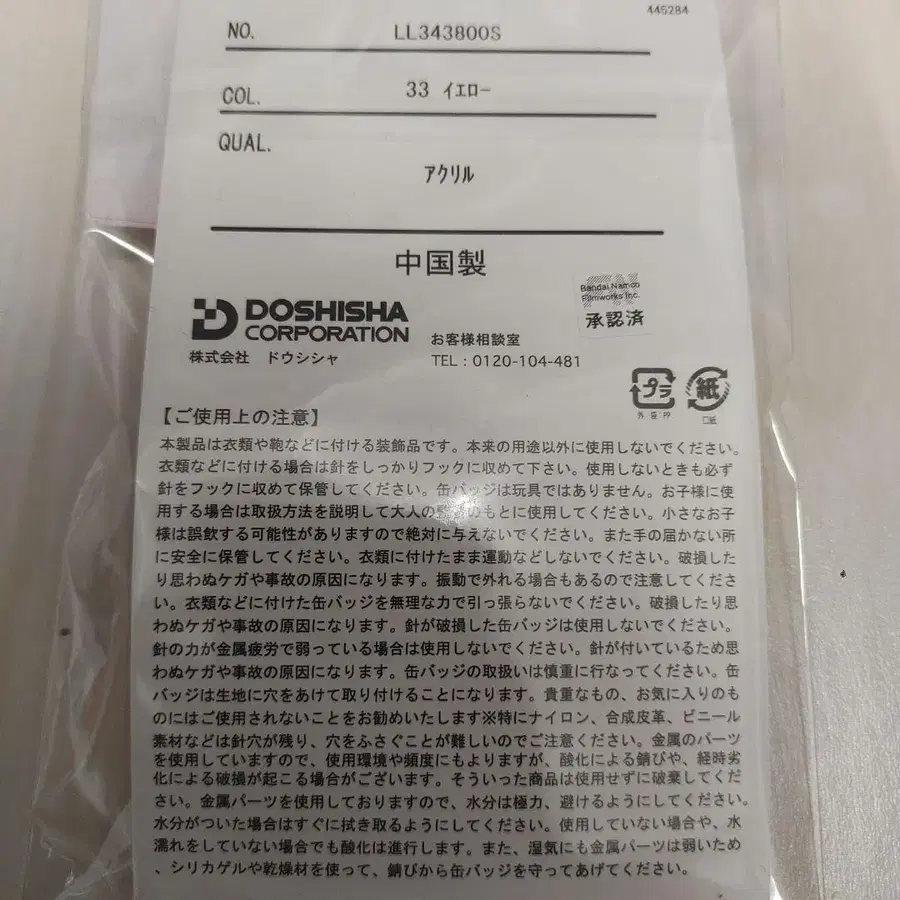 445284
NO. LL343800S
COL. 33 イエロー
QUAL.
アクリル
中国製
DOSHISHA
CORPORATION
株式会社 ドウシシャ
お客様相談室
TEL : 0120-104-481
Bandai Namco
Filmworks Inc.
承認済
プラ
紙
【ご使用上の注意】
本製品は衣類や鞄などに付ける装飾品です。本来の用途以外に使用しないでください。
衣類などに付ける場合は針をしっかりフックに収めて下さい。使用しないときも必ず
針をフックに収めて保管してください。缶バッジは玩具ではありません。お子様に使
用する場合は取扱方法を説明して大人の のもとに使用してください。小さなお子
様は誤飲する可能性がありますので絶対に与えないでください。また手の届かない所
に安全に保管してください。衣類に付けたまま運動などしないでください。破損した
り思わぬケガや事故の原因になります。振動で外れる場合もあるので注意してくださ
い。衣類などに付けた缶バッジを無理な力で引っ張らないでください。破損したり思
わぬケガや事故の原因になります。針が破損した缶バッジは使用しないでください。
針の力が金属疲労で弱っている場合は使用しないでください。針が付いているため思
わぬケガや事故の原因になります。缶バッジの取扱いは慎重に行なってください。缶
バッジは生地に穴をあけて取り付けることになります。貴重なもの、お気に入りのも
のにはご使用されないことをお勧めいたします※特にナイロン、合成皮革、ビニール
素材などは針穴が残り、穴をふさぐことが難しいのでご注意ください。金属のパーツ
を使用していますので、使用環境や頻度にもよりますが、酸化による錆びや、経時劣
化による破損が起こる場合がございます。そういった商品は使用せずに破棄してくだ
さい。金属パーツを使用しておりますので、水分は極力、避けるようにしてください。
水分がついた場合はすぐに拭き取るようにしてください。使用していない場合や、水
濡れをしていない場合でも酸化は進行します。また、湿気にも金属パーツは弱いため
、シリカゲルや乾燥材を使って、錆びから缶バッジを守ってあげてください。